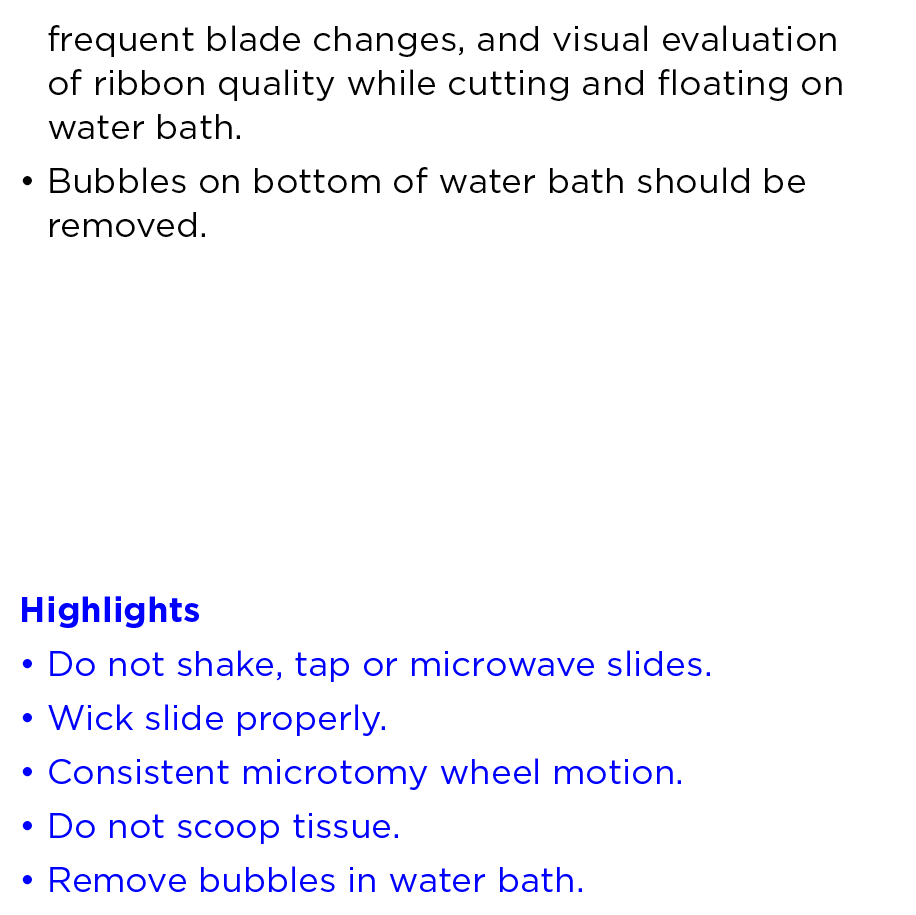 frequent blade changes, and visual evaluation
of ribbon quality while cutting and floating on
water bath.
• Bubbles on bottom of water bath should be
removed.
Highlights
• Do not shake, tap or microwave slides.
• Wick slide properly.
• Consistent microtomy wheel motion.
• Do not scoop tissue.
• Remove bubbles in water bath.